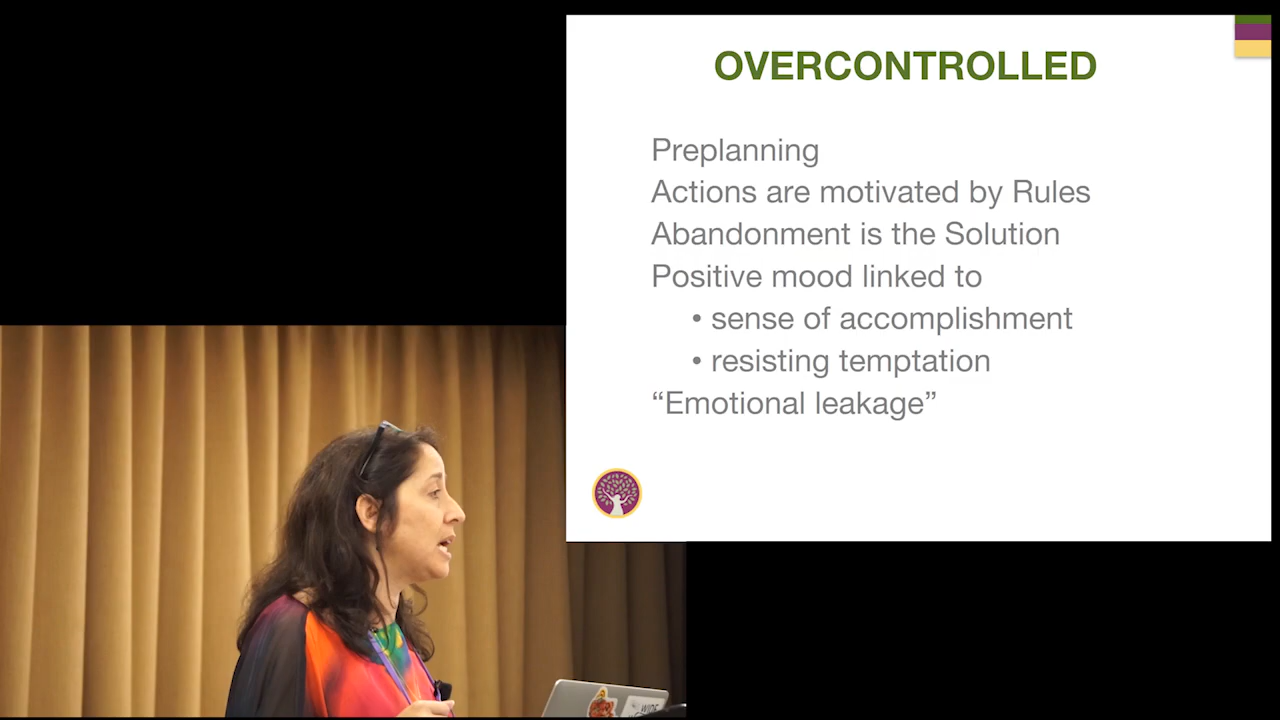 OVERCONTROLLED
Preplanning
Actions are motivated by Rules
Abandonment is the Solution
Positive mood linked to
• sense of accomplishment
• resisting temptation
“Emotional leakage”
WIDE